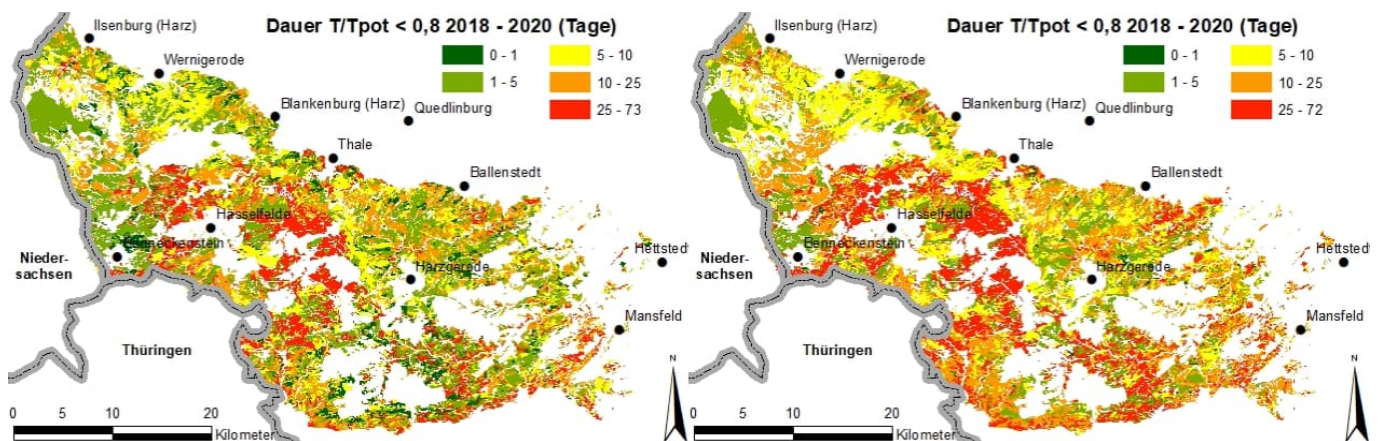 Dauer T/Tpot < 0,8 2018 - 2020 (Tage)
0 - 1
5 - 10
1 - 5
10 - 25
25 - 73
Ilsenburg (Harz)
Wernigerode
Blankenburg (Harz)
Quedlinburg
Thale
Ballenstedt
Hasselfelde
Benneckenstein
Hettstedt
Nieder-
sachsen
Harzgerode
Mansfeld
Thüringen
N
0 5 10 20
Kilometer
Dauer T/Tpot < 0,8 2018 - 2020 (Tage)
0 - 1
5 - 10
1 - 5
10 - 25
25 - 72
Ilsenburg (Harz)
Wernigerode
Blankenburg (Harz)
Quedlinburg
Thale
Ballenstedt
Hasselfelde
Benneckenstein
Hettstedt
Nieder-
sachsen
Harzgerode
Mansfeld
Thüringen
N
0 5 10 20
Kilometer